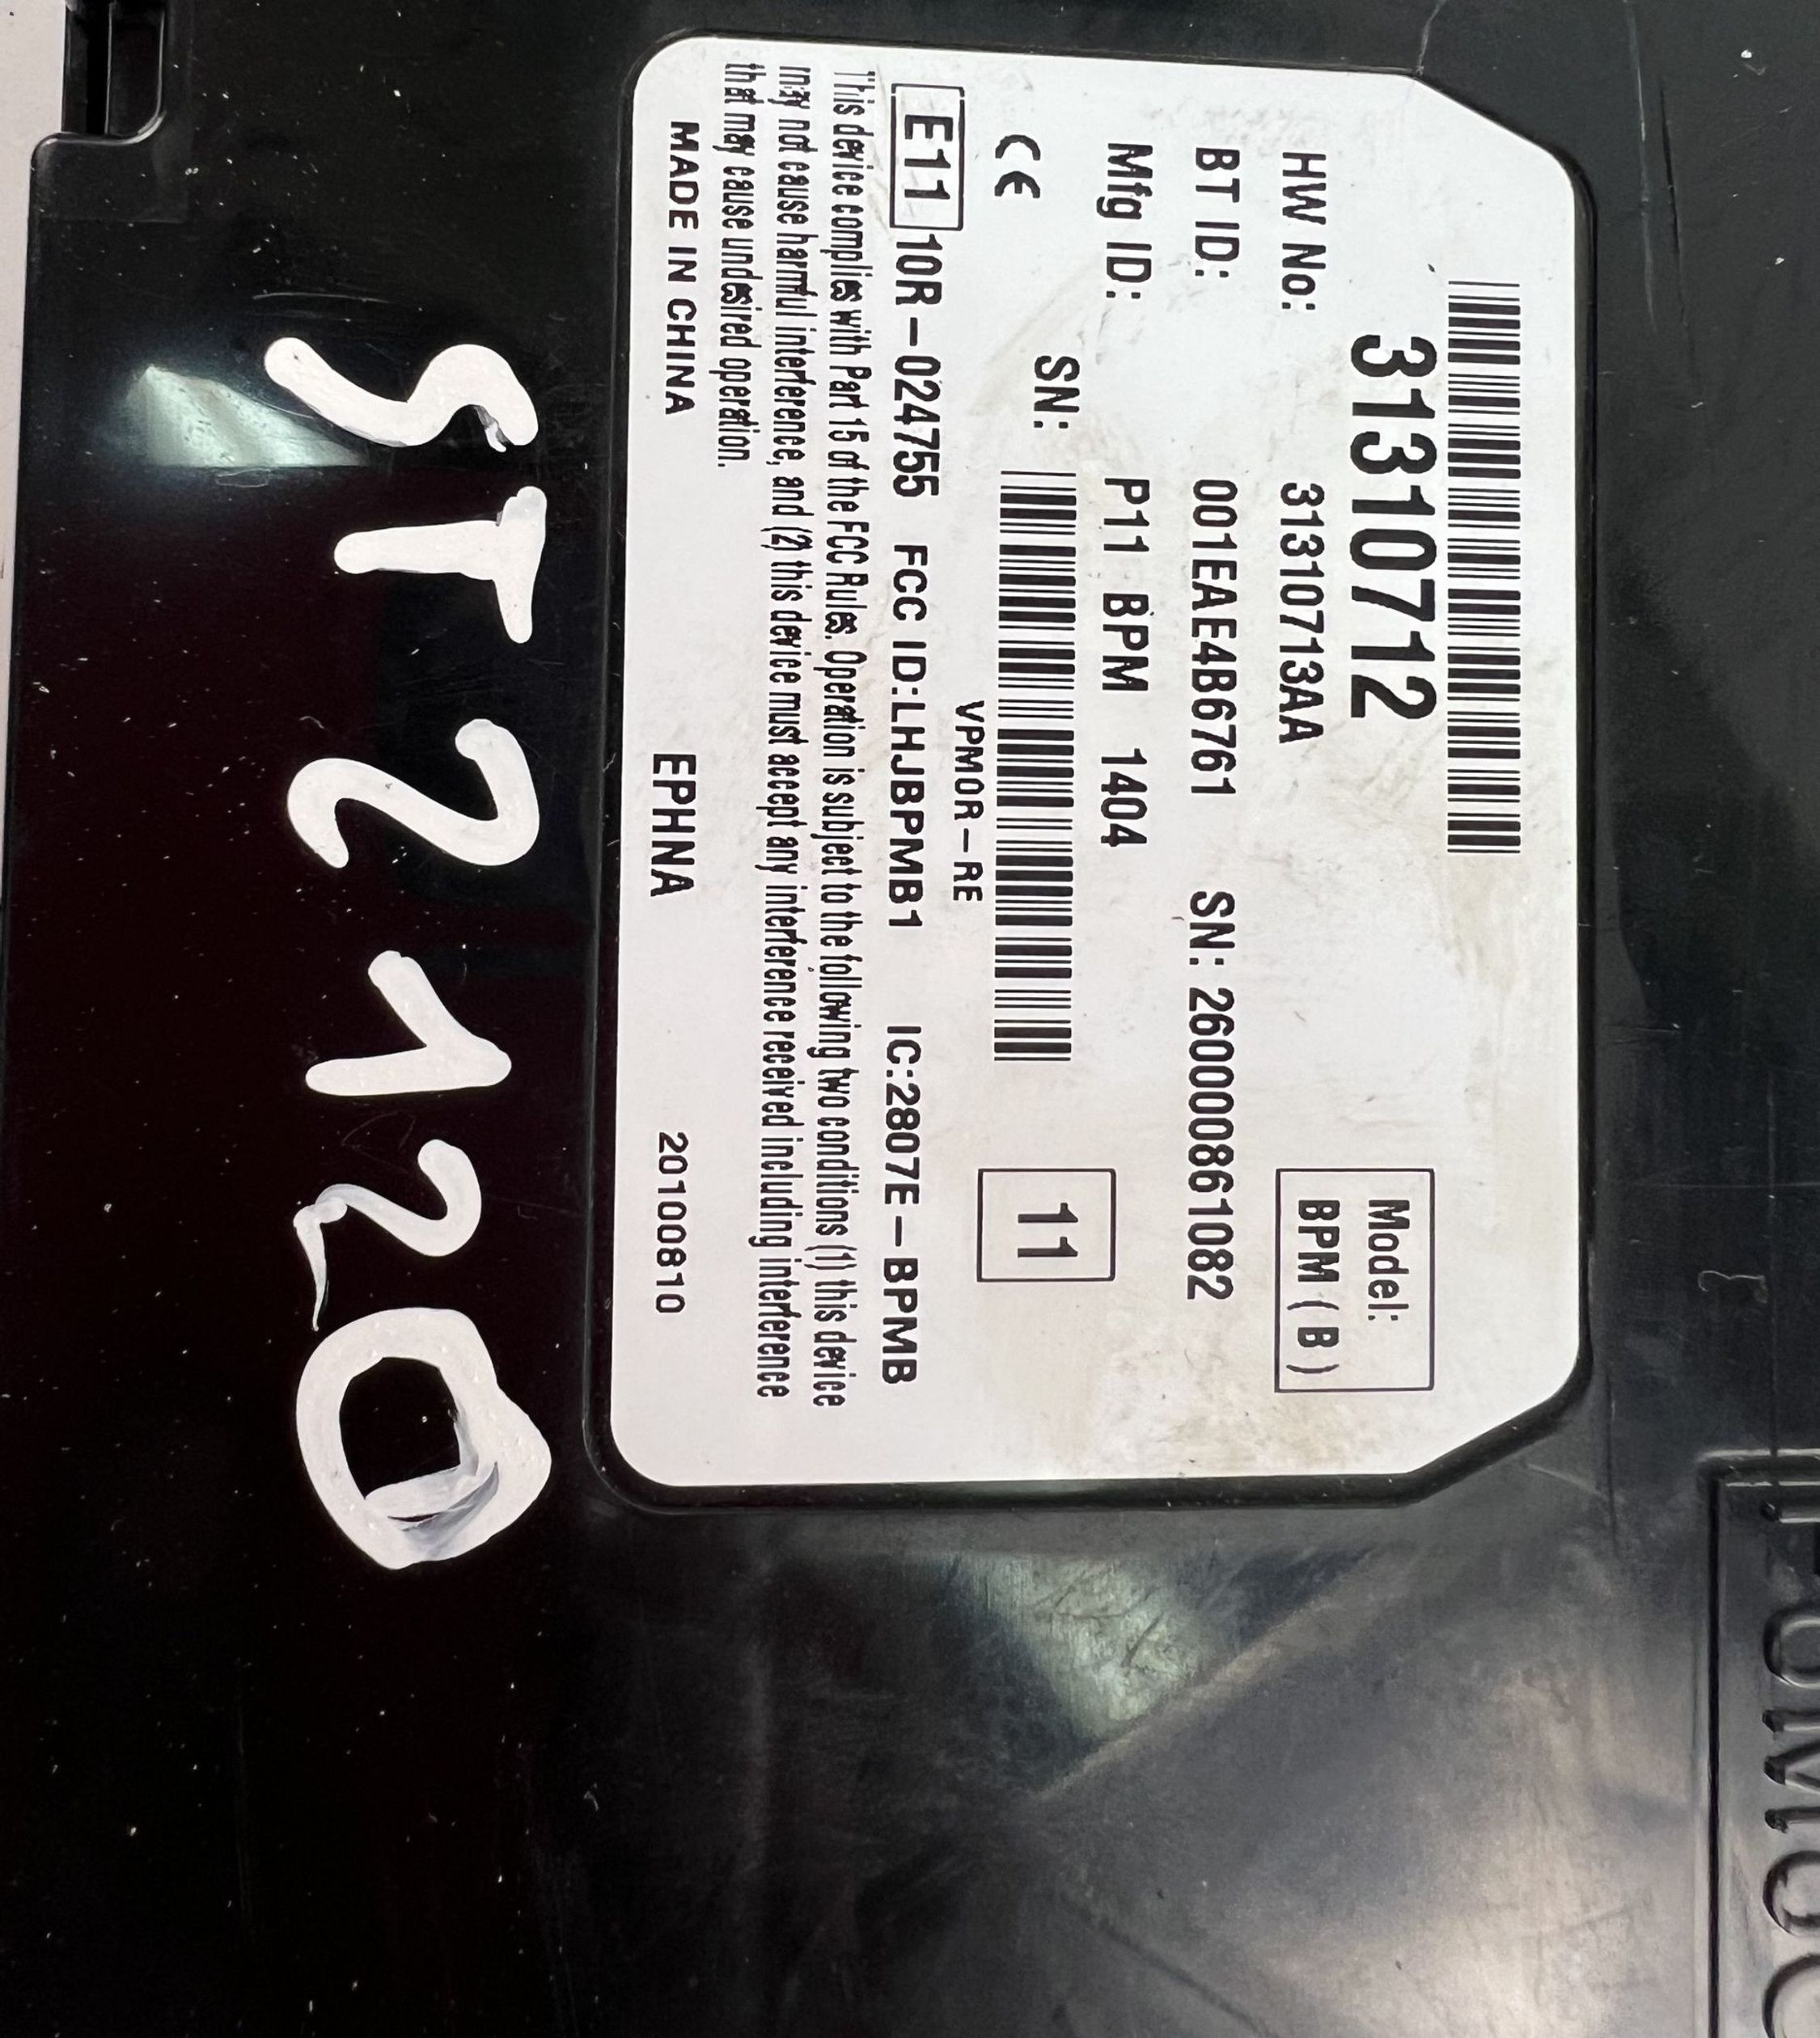 31310712
Model:
BPM ( B )
HW No: 31310713AA
BT ID: 001EAE4B6761 SN: 260000861082
Mfg ID: P11 BPM 1404
SN:
11
VPMOR-RE
CE
E11 10R-024755 FCC ID:LHJBPMB1 IC:2807E-BPMB
This device complies with Part 15 of the FCC Rules. Operation is subject to the following two conditions (1) this device
may not cause harmful interference, and (2) this device must accept any interference received including interference
that may cause undesired operation.
MADE IN CHINA EPHNA 20100810
ST2120